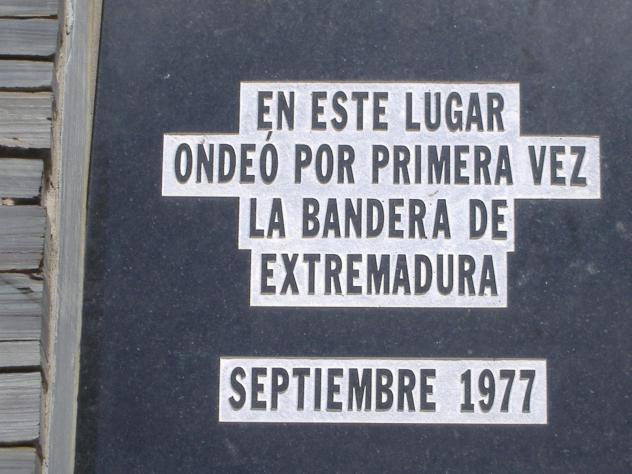 EN ESTE LUGAR
ONDEÓ POR PRIMERA VEZ
LA BANDERA DE
EXTREMADURA
SEPTIEMBRE 1977